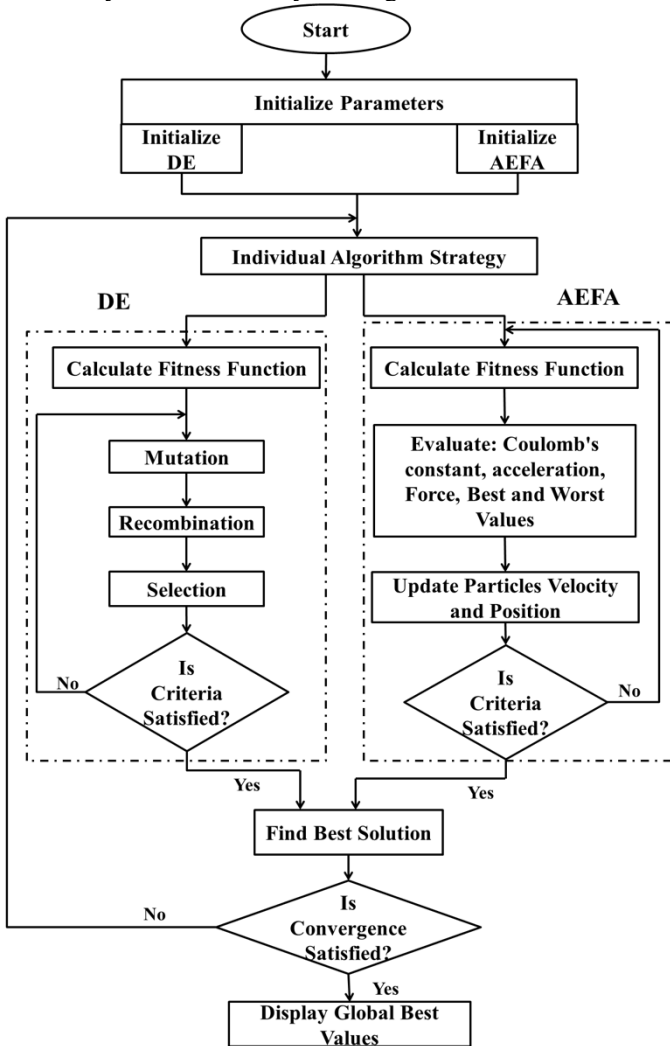 Start
Initialize Parameters
Initialize
DE
Initialize
AEFA
Individual Algorithm Strategy
DE
Calculate Fitness Function
Mutation
Recombination
Selection
Is
Criteria
Satisfied?
No
Yes
AEFA
Calculate Fitness Function
Evaluate: Coulomb's
constant, acceleration,
Force, Best and Worst
Values
Update Particles Velocity
and Position
Is
Criteria
Satisfied?
No
Yes
Find Best Solution
Is
Convergence
Satisfied?
No
Yes
Display Global Best
Values